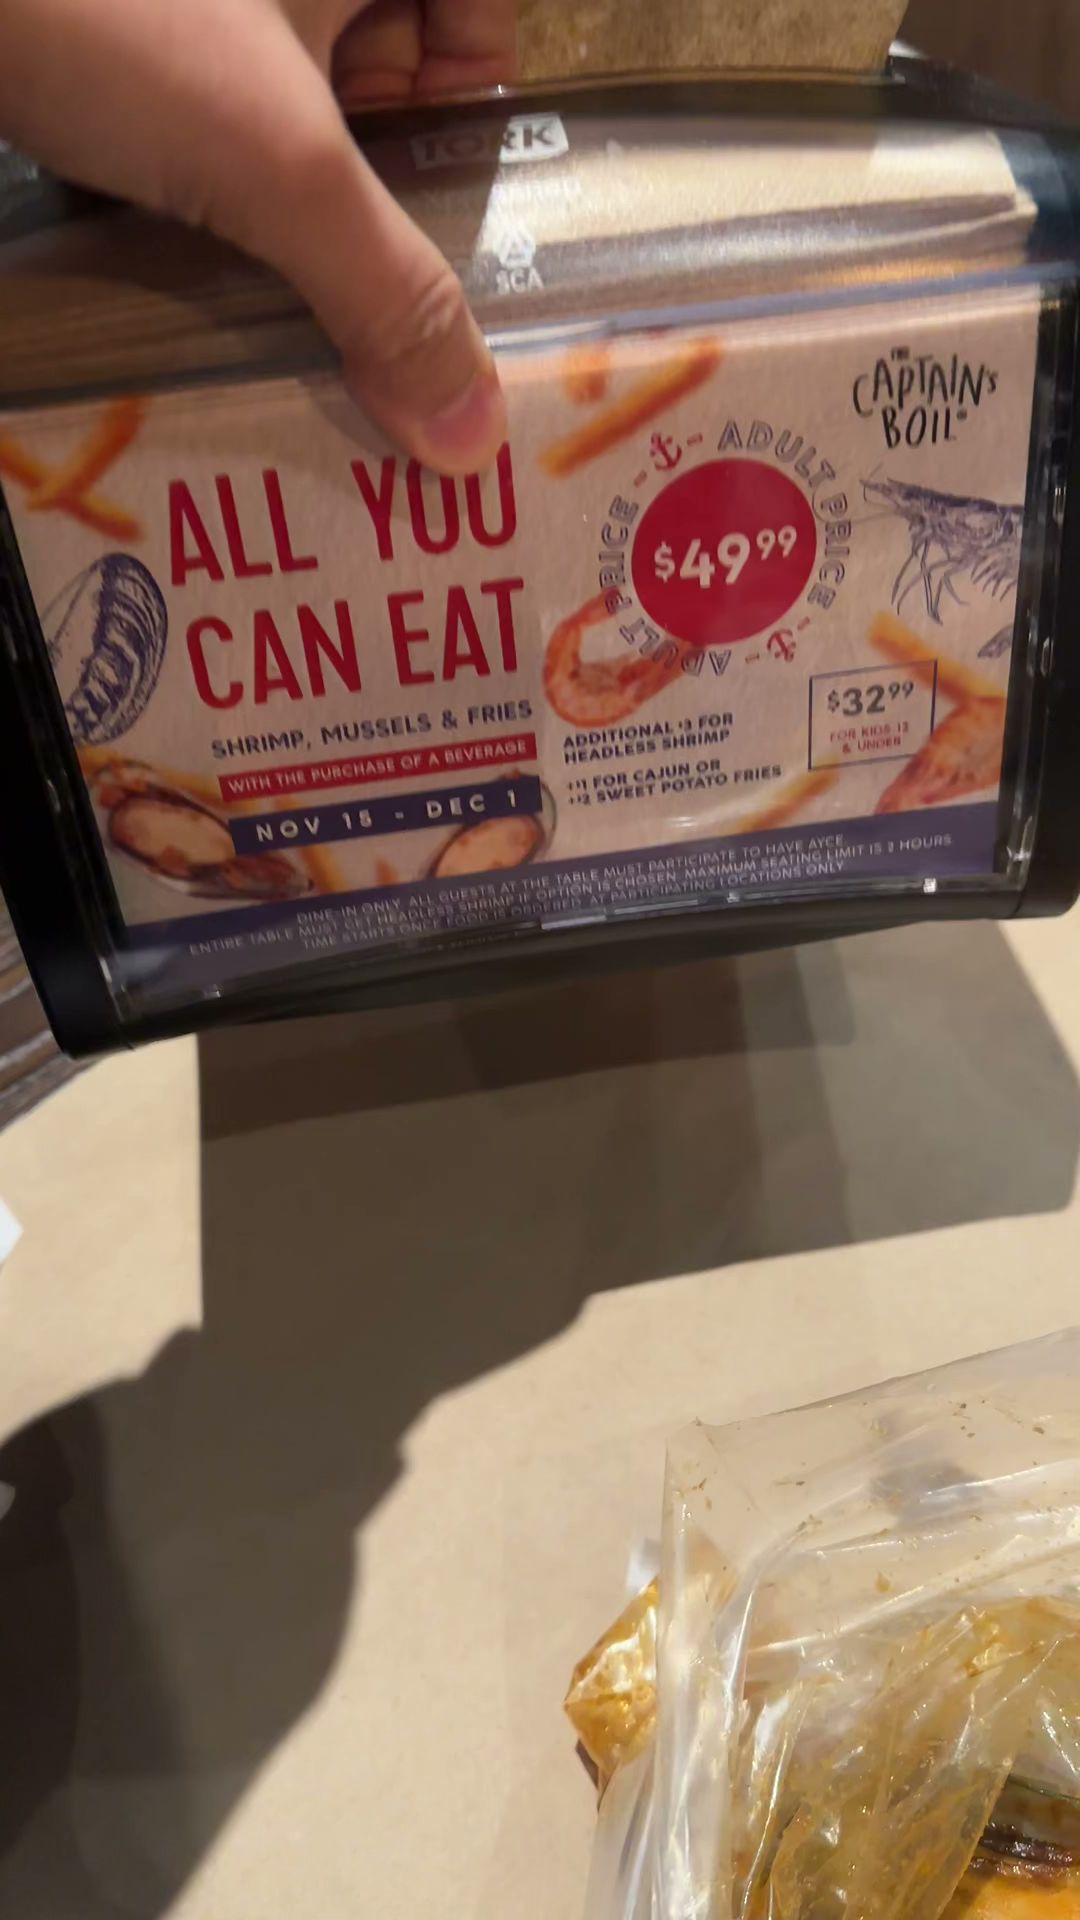 TORK
SCA
THE
CAPTAIN'S
BOIL
ALL YOU
CAN EAT
SHRIMP, MUSSELS & FRIES
WITH THE PURCHASE OF A BEVERAGE
NOV 15 - DEC 1
ADULT PRICE
$49.99
ADULT PRICE
ADDITIONAL $3 FOR
HEADLESS SHRIMP
+$1 FOR CAJUN OR
+$2 SWEET POTATO FRIES
$32.99
FOR KIDS 12
& UNDER
DINE-IN ONLY. ALL GUESTS AT THE TABLE MUST PARTICIPATE TO HAVE AYCE
ENTIRE TABLE MUST GET HEADLESS SHRIMP IF OPTION IS CHOSEN. MAXIMUM SEATING LIMIT IS 2 HOURS
TIME STARTS ONLY FOOD IS ORDERED. AT PARTICIPATING LOCATIONS ONLY